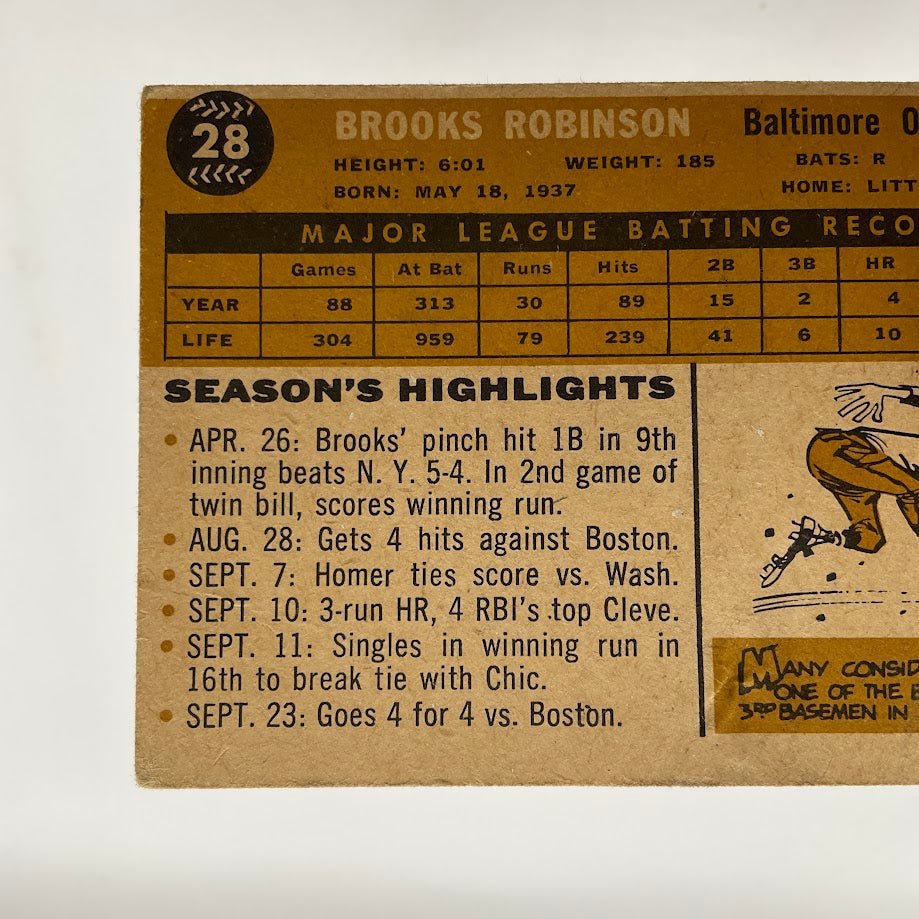 28
BROOKS ROBINSON Baltimore
HEIGHT: 6:01 WEIGHT: 185 BATS: R
BORN: MAY 18, 1937 HOME: LITT
MAJOR LEAGUE BATTING RECO
Games At Bat Runs Hits 2B 3B HR
YEAR 88 313 30 89 15 2 4
LIFE 304 959 79 239 41 6 10
SEASON'S HIGHLIGHTS
• APR. 26: Brooks' pinch hit 1B in 9th
inning beats N. Y. 5-4. In 2nd game of
twin bill, scores winning run.
• AUG. 28: Gets 4 hits against Boston.
• SEPT. 7: Homer ties score vs. Wash.
• SEPT. 10: 3-run HR, 4 RBI's top Cleve.
• SEPT. 11: Singles in winning run in
16th to break tie with Chic.
• SEPT. 23: Goes 4 for 4 vs. Boston.
MANY CONSID
ONE OF THE
3RD BASEMEN IN